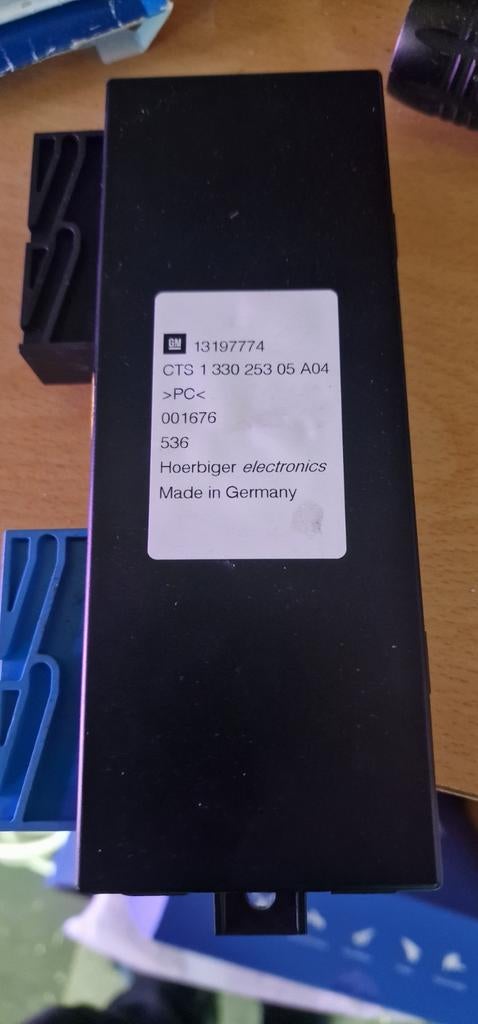 GM 13197774
CTS 1 330 253 05 A04
>PC<
001676
536
Hoerbiger electronics
Made in Germany